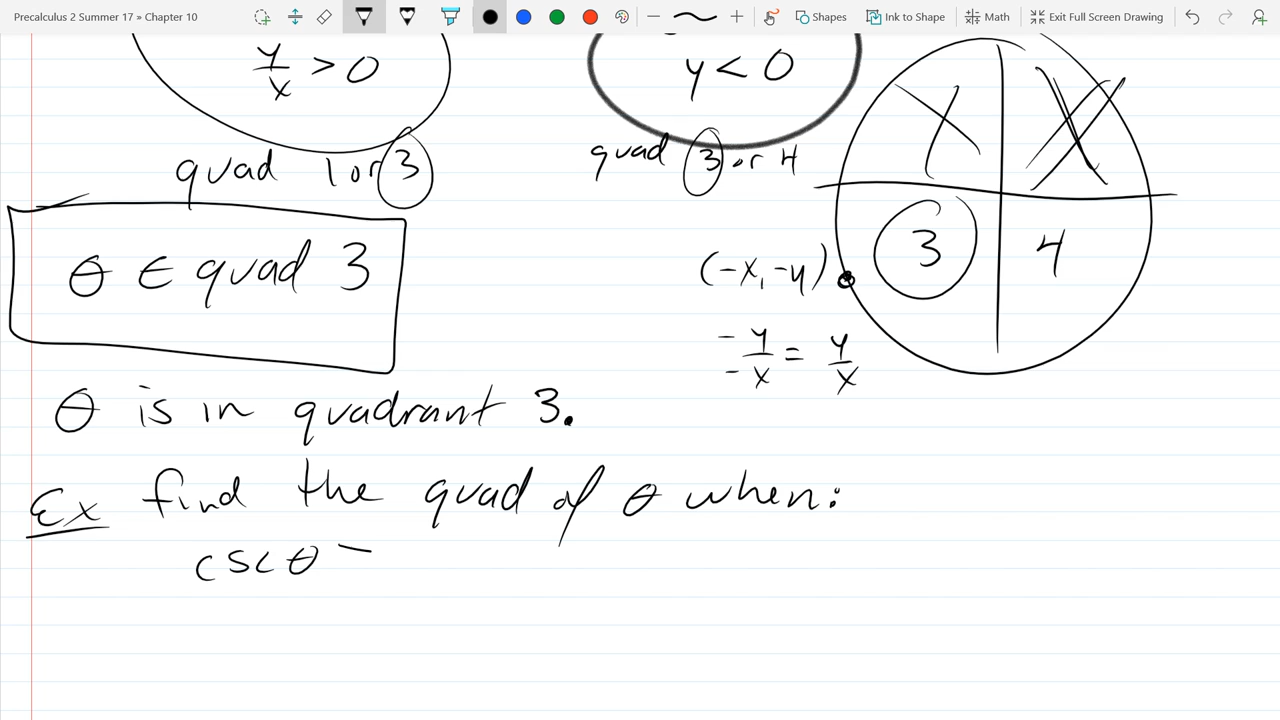 Precalculus 2 Summer 17 » Chapter 10
Shapes
Ink to Shape
Math
Exit Full Screen Drawing
y/x > 0
y < 0
quad 1 or 3
quad 3 or 4
θ ∈ quad 3
3
4
(-x, -y)
-y/-x = y/x
θ is in quadrant 3.
Ex find the quad of θ when:
csc θ